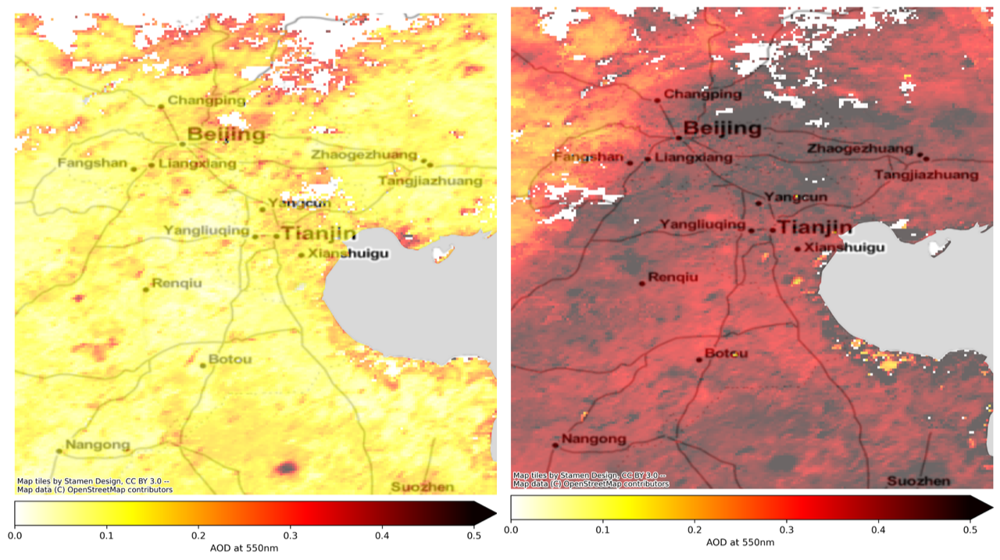 Changping
Beijing
Zhaogezhuang
Fangshan
Liangxiang
Tangjiazhuang
Yangcun
Yangliuqing
Tianjin
Xianshuigu
Renqiu
Botou
Nangong
Suozhen
Map tiles by Stamen Design, CC BY 3.0 --
Map data (C) OpenStreetMap contributors
0.0 0.1 0.2 0.3 0.4 0.5
AOD at 550nm
Changping
Beijing
Zhaogezhuang
Fangshan
Liangxiang
Tangjiazhuang
Yangcun
Yangliuqing
Tianjin
Xianshuigu
Renqiu
Botou
Nangong
Suozhen
Map tiles by Stamen Design, CC BY 3.0 --
Map data (C) OpenStreetMap contributors
0.0 0.1 0.2 0.3 0.4 0.5
AOD at 550nm